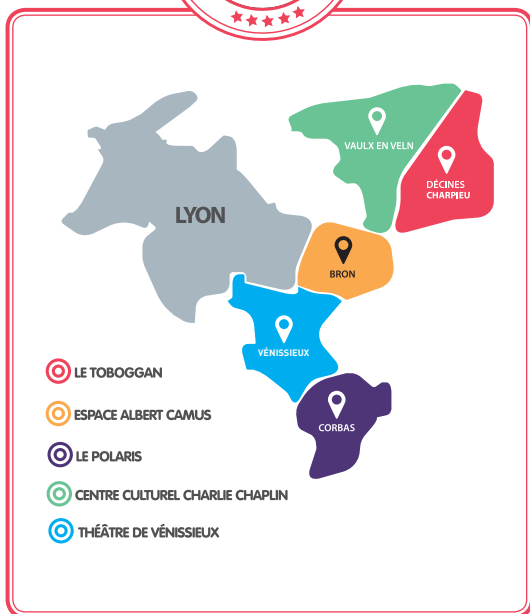 VAULX EN VELN
DÉCINES
CHARPIEU
LYON
BRON
VÉNISSIEUX
CORBAS
LE TOBOGGAN
ESPACE ALBERT CAMUS
LE POLARIS
CENTRE CULTUREL CHARLIE CHAPLIN
THÉÂTRE DE VÉNISSIEUX